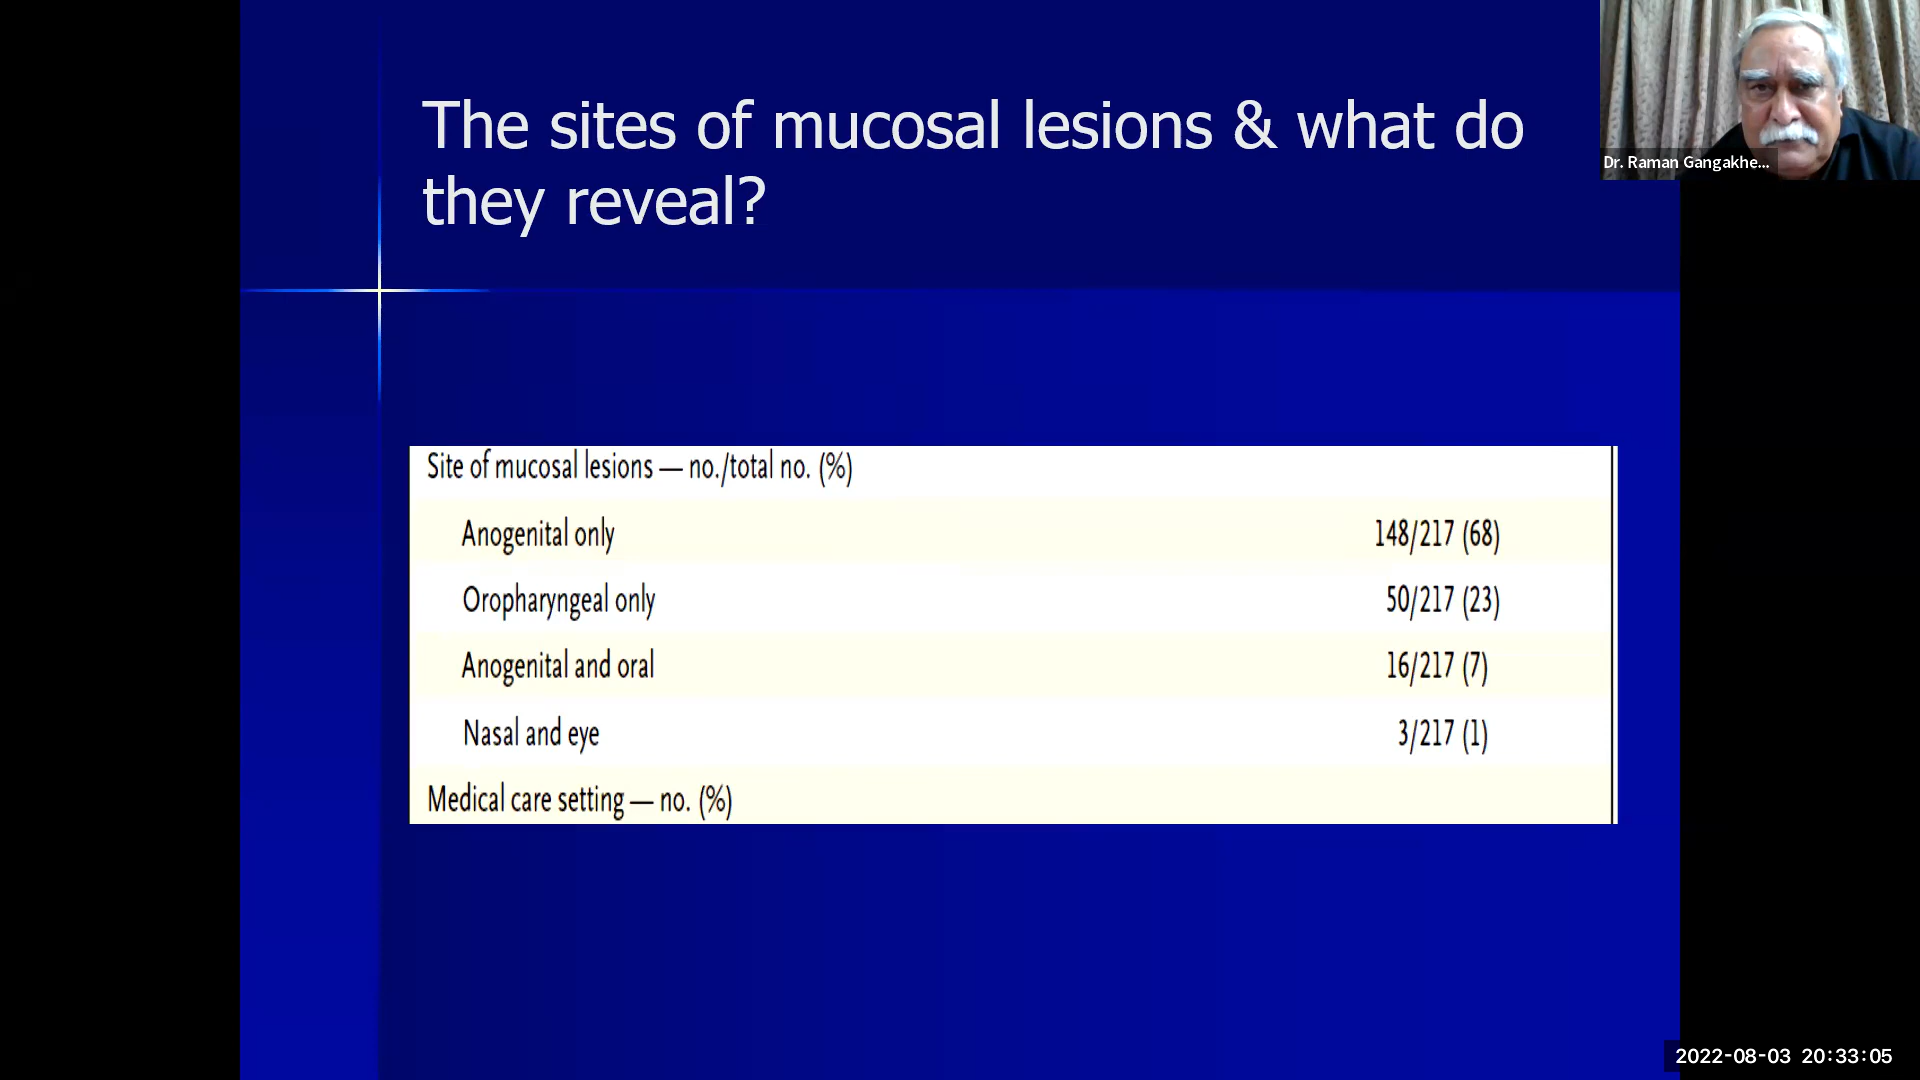 The sites of mucosal lesions & what do
they reveal?
Dr. Raman Gangakhe...
Site of mucosal lesions — no./total no. (%)
Anogenital only 148/217 (68)
Oropharyngeal only 50/217 (23)
Anogenital and oral 16/217 (7)
Nasal and eye 3/217 (1)
Medical care setting — no. (%)
2022-08-03 20:33:05